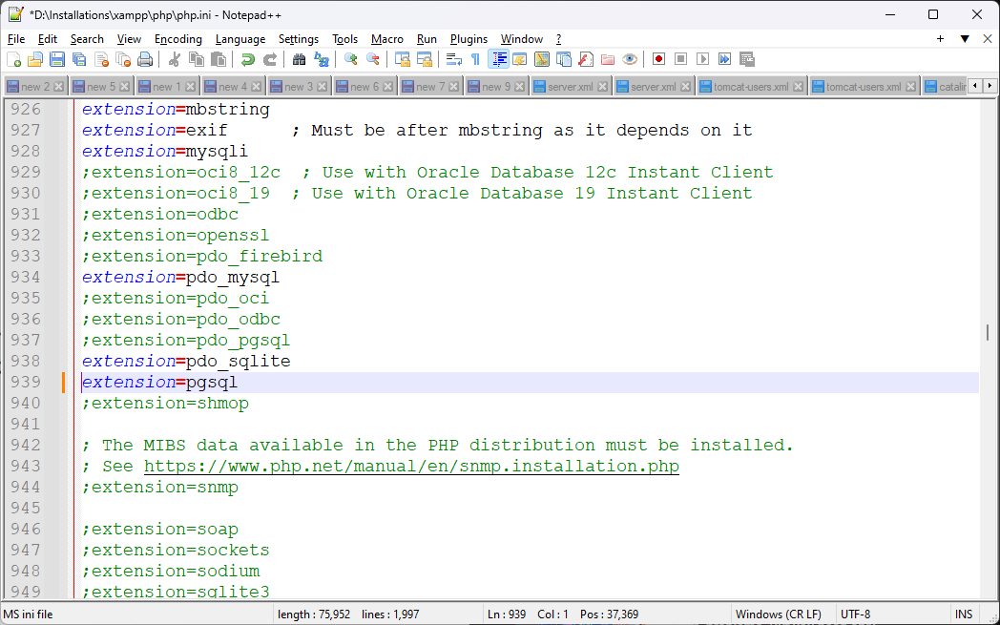 *D:\Installations\xampp\php\php.ini - Notepad++
File Edit Search View Encoding Language Settings Tools Macro Run Plugins Window ?
new 2 new 5 new 1 new 4 new 3 new 6 new 7 new 9 server.xml server.xml tomcat-users.xml tomcat-users.xml catalin
926 extension=mbstring
927 extension=exif      ; Must be after mbstring as it depends on it
928 extension=mysqli
929 ;extension=oci8_12c  ; Use with Oracle Database 12c Instant Client
930 ;extension=oci8_19  ; Use with Oracle Database 19 Instant Client
931 ;extension=odbc
932 ;extension=openssl
933 ;extension=pdo_firebird
934 extension=pdo_mysql
935 ;extension=pdo_oci
936 ;extension=pdo_odbc
937 ;extension=pdo_pgsql
938 extension=pdo_sqlite
939 extension=pgsql
940 ;extension=shmop
941
942 ; The MIBS data available in the PHP distribution must be installed.
943 ; See https://www.php.net/manual/en/snmp.installation.php
944 ;extension=snmp
945
946 ;extension=soap
947 ;extension=sockets
948 ;extension=sodium
949 ;extension=sqlite3
MS ini file length : 75,952 lines : 1,997 Ln : 939 Col : 1 Pos : 37,369 Windows (CR LF) UTF-8 INS